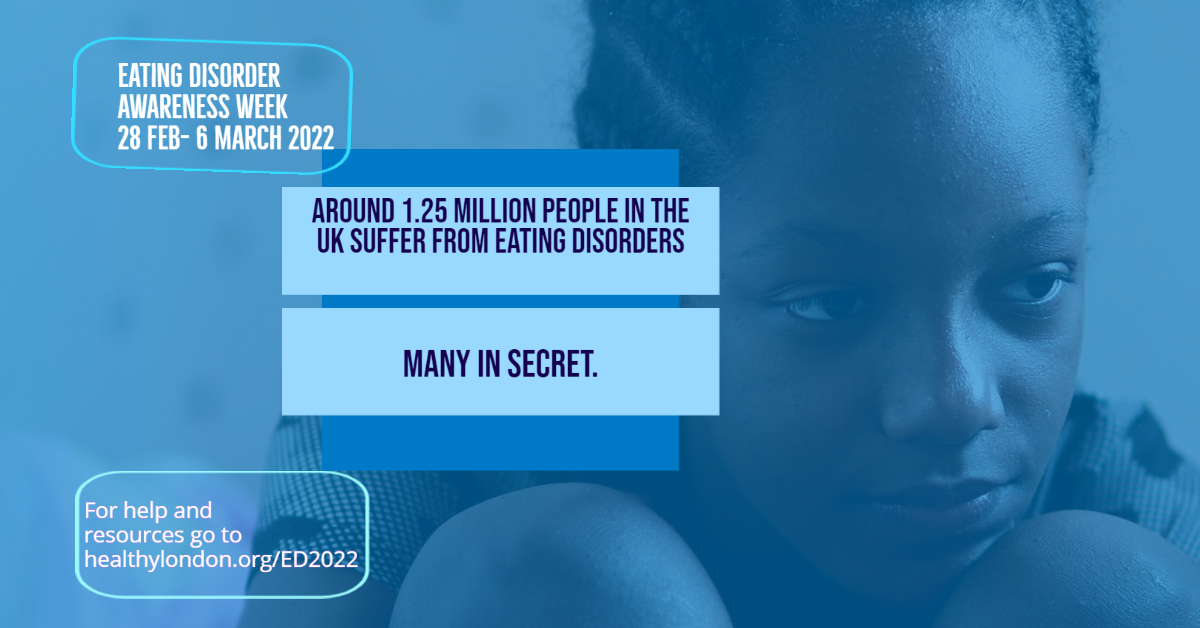 EATING DISORDER
AWARENESS WEEK
28 FEB- 6 MARCH 2022
AROUND 1.25 MILLION PEOPLE IN THE
UK SUFFER FROM EATING DISORDERS
MANY IN SECRET.
For help and
resources go to
healthylondon.org/ED2022